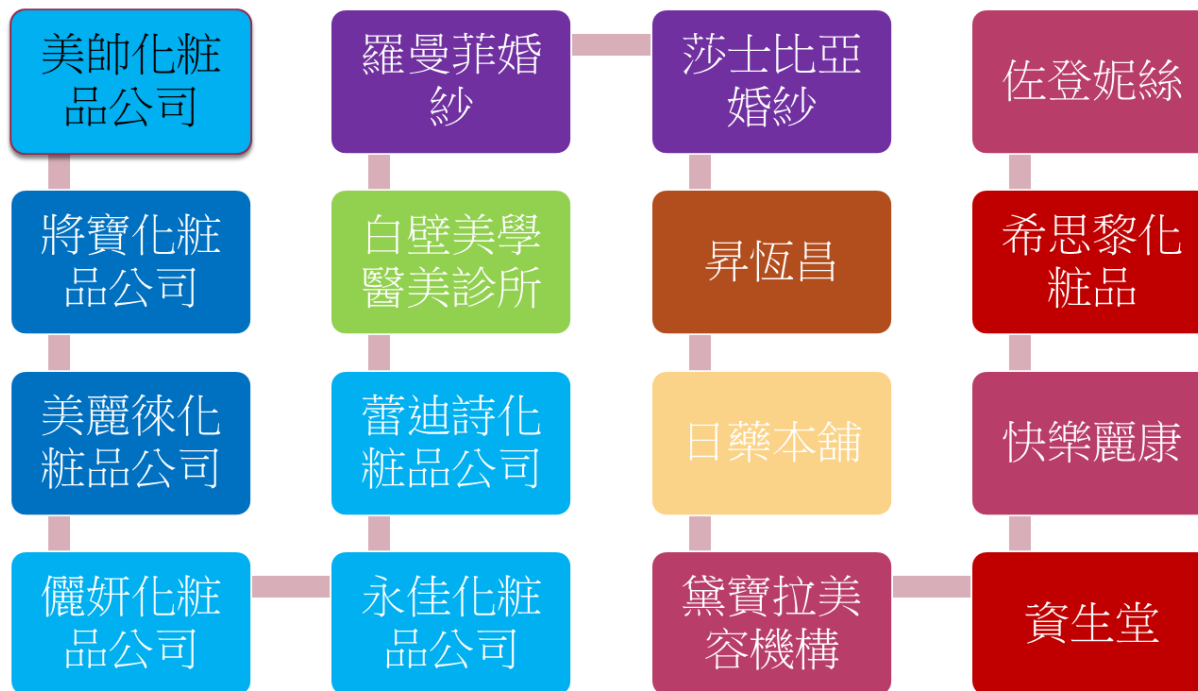 美帥化粧
品公司
將寶化粧
品公司
美麗徠化
粧品公司
儷妍化粧
品公司
永佳化粧
品公司
蕾迪詩化
粧品公司
白壁美學
醫美診所
羅曼菲婚
紗
莎士比亞
婚紗
昇恆昌
日藥本舖
黛寶拉美
容機構
資生堂
快樂麗康
希思黎化
粧品
佐登妮絲